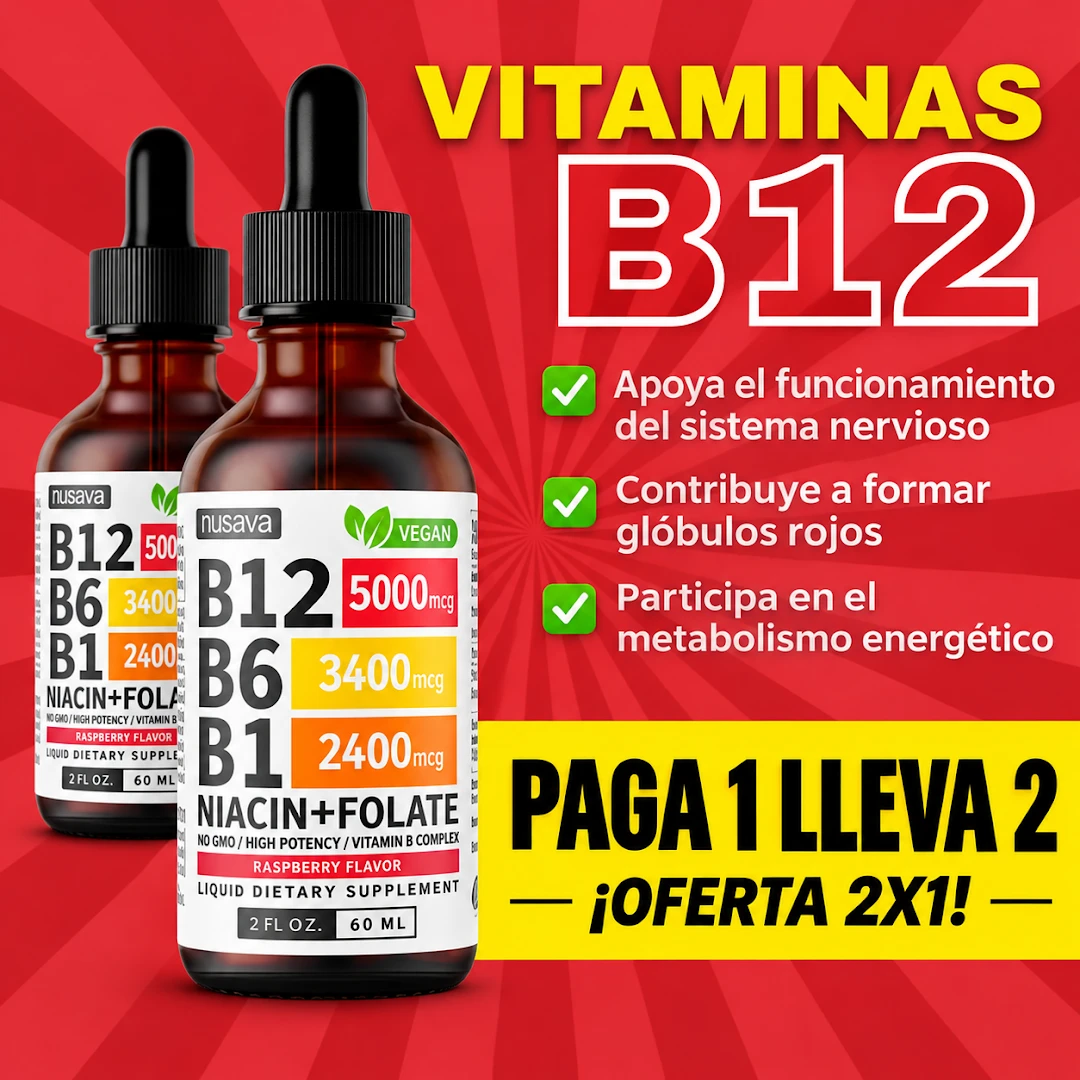 VITAMINAS
B12
Apoya el funcionamiento
del sistema nervioso
Contribuye a formar
glóbulos rojos
Participa en el
metabolismo energético
PAGA 1 LLEVA 2
¡OFERTA 2X1!
nusava
B12 500
B6 3400
B1 2400
NIACIN+FOLA
NO GMO / HIGH POTENCY / VITAMIN B
RASPBERRY FLAVOR
LIQUID DIETARY SUPPLE
2 FL OZ. 60 ML
nusava
VEGAN
B12 5000mcg
B6 3400mcg
B1 2400mcg
NIACIN+FOLATE
NO GMO / HIGH POTENCY / VITAMIN B COMPLEX
RASPBERRY FLAVOR
LIQUID DIETARY SUPPLEMENT
2 FL OZ. 60 ML